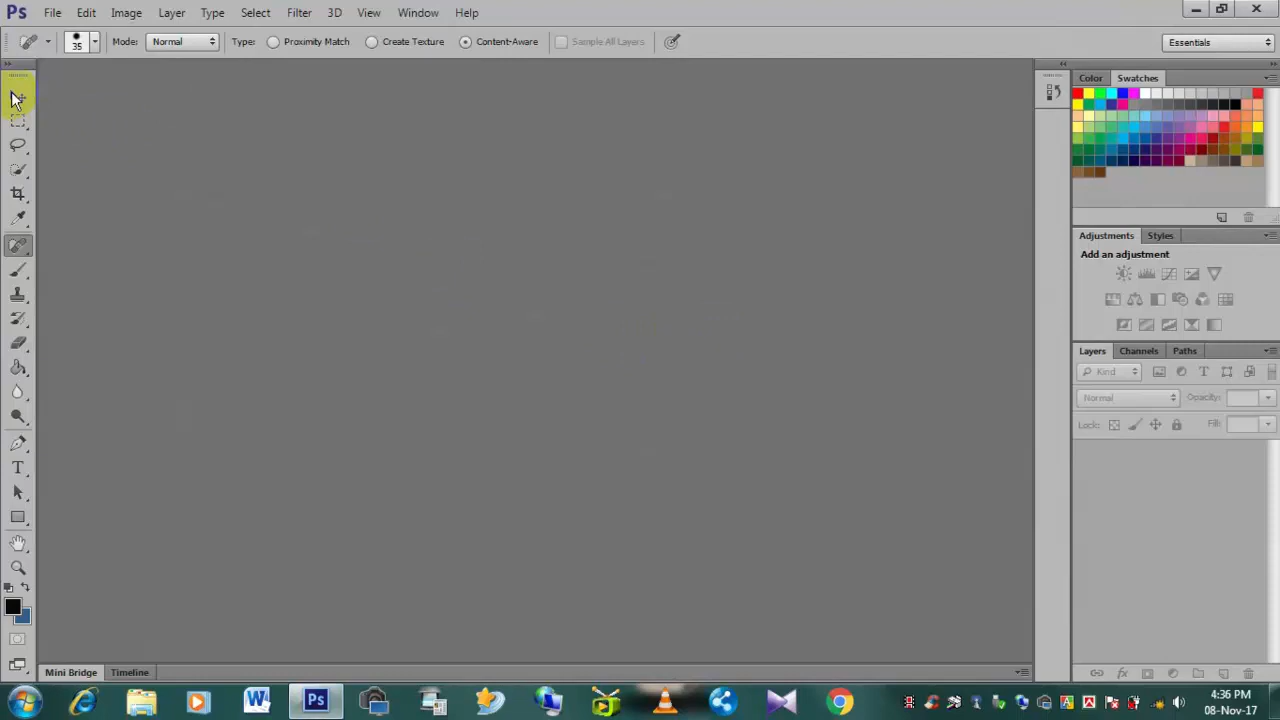 Ps File Edit Image Layer Type Select Filter 3D View Window Help
35 Mode: Normal Type: Proximity Match Create Texture Content-Aware Sample All Layers Essentials
Color Swatches
Adjustments Styles
Add an adjustment
Layers Channels Paths
Kind
Normal Opacity:
Lock: Fill:
T
Mini Bridge Timeline
W Ps 4:36 PM
08-Nov-17